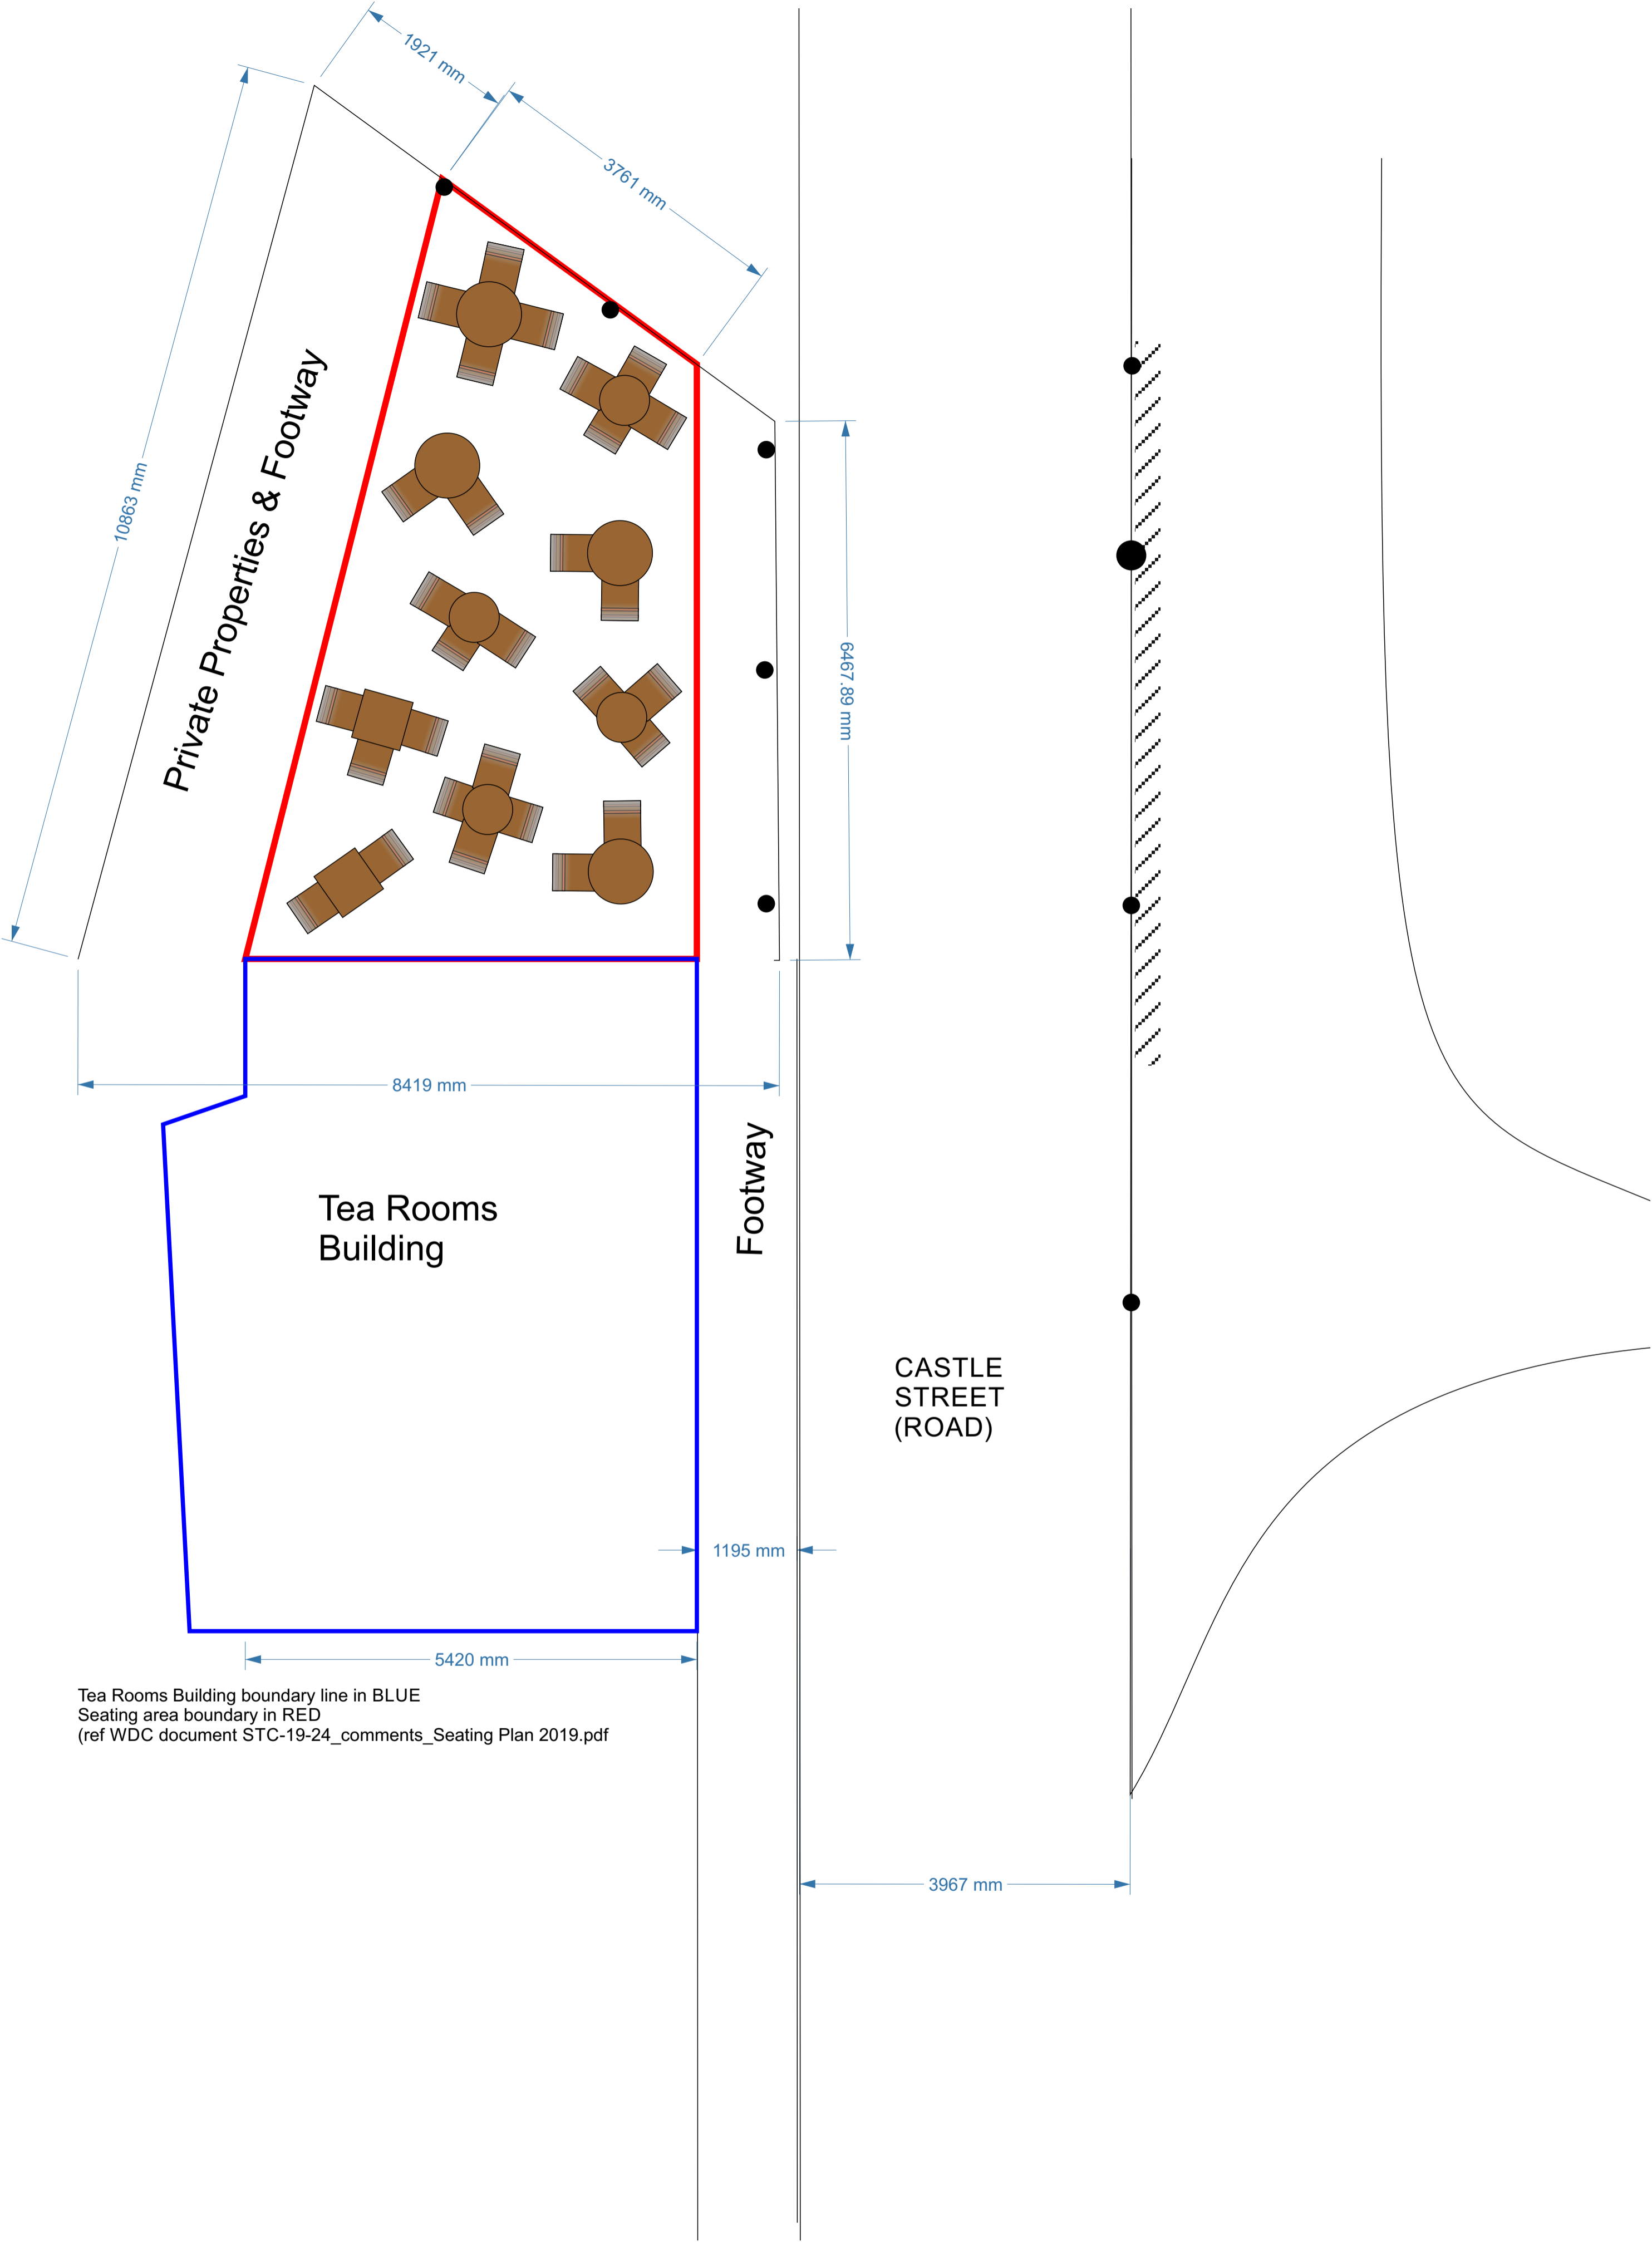 1921 mm
3761 mm
10863 mm
Private Properties & Footway
6467.89 mm
8419 mm
Footway
Tea Rooms
Building
CASTLE
STREET
(ROAD)
1195 mm
5420 mm
Tea Rooms Building boundary line in BLUE
Seating area boundary in RED
(ref WDC document STC-19-24_comments_Seating Plan 2019.pdf
3967 mm